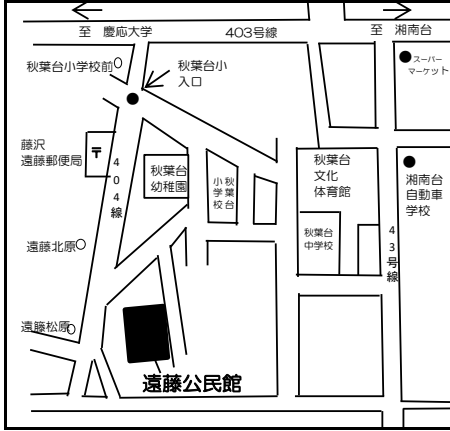 至 慶応大学
403号線
至 湘南台
秋葉台小学校前
秋葉台小
入口
スーパー
マーケット
藤沢
遠藤郵便局
〒
404線
秋葉台
幼稚園
秋葉台
小学校
秋葉台
文化
体育館
湘南台
自動車
学校
秋葉台
中学校
43号線
遠藤北原
遠藤松原
遠藤公民館